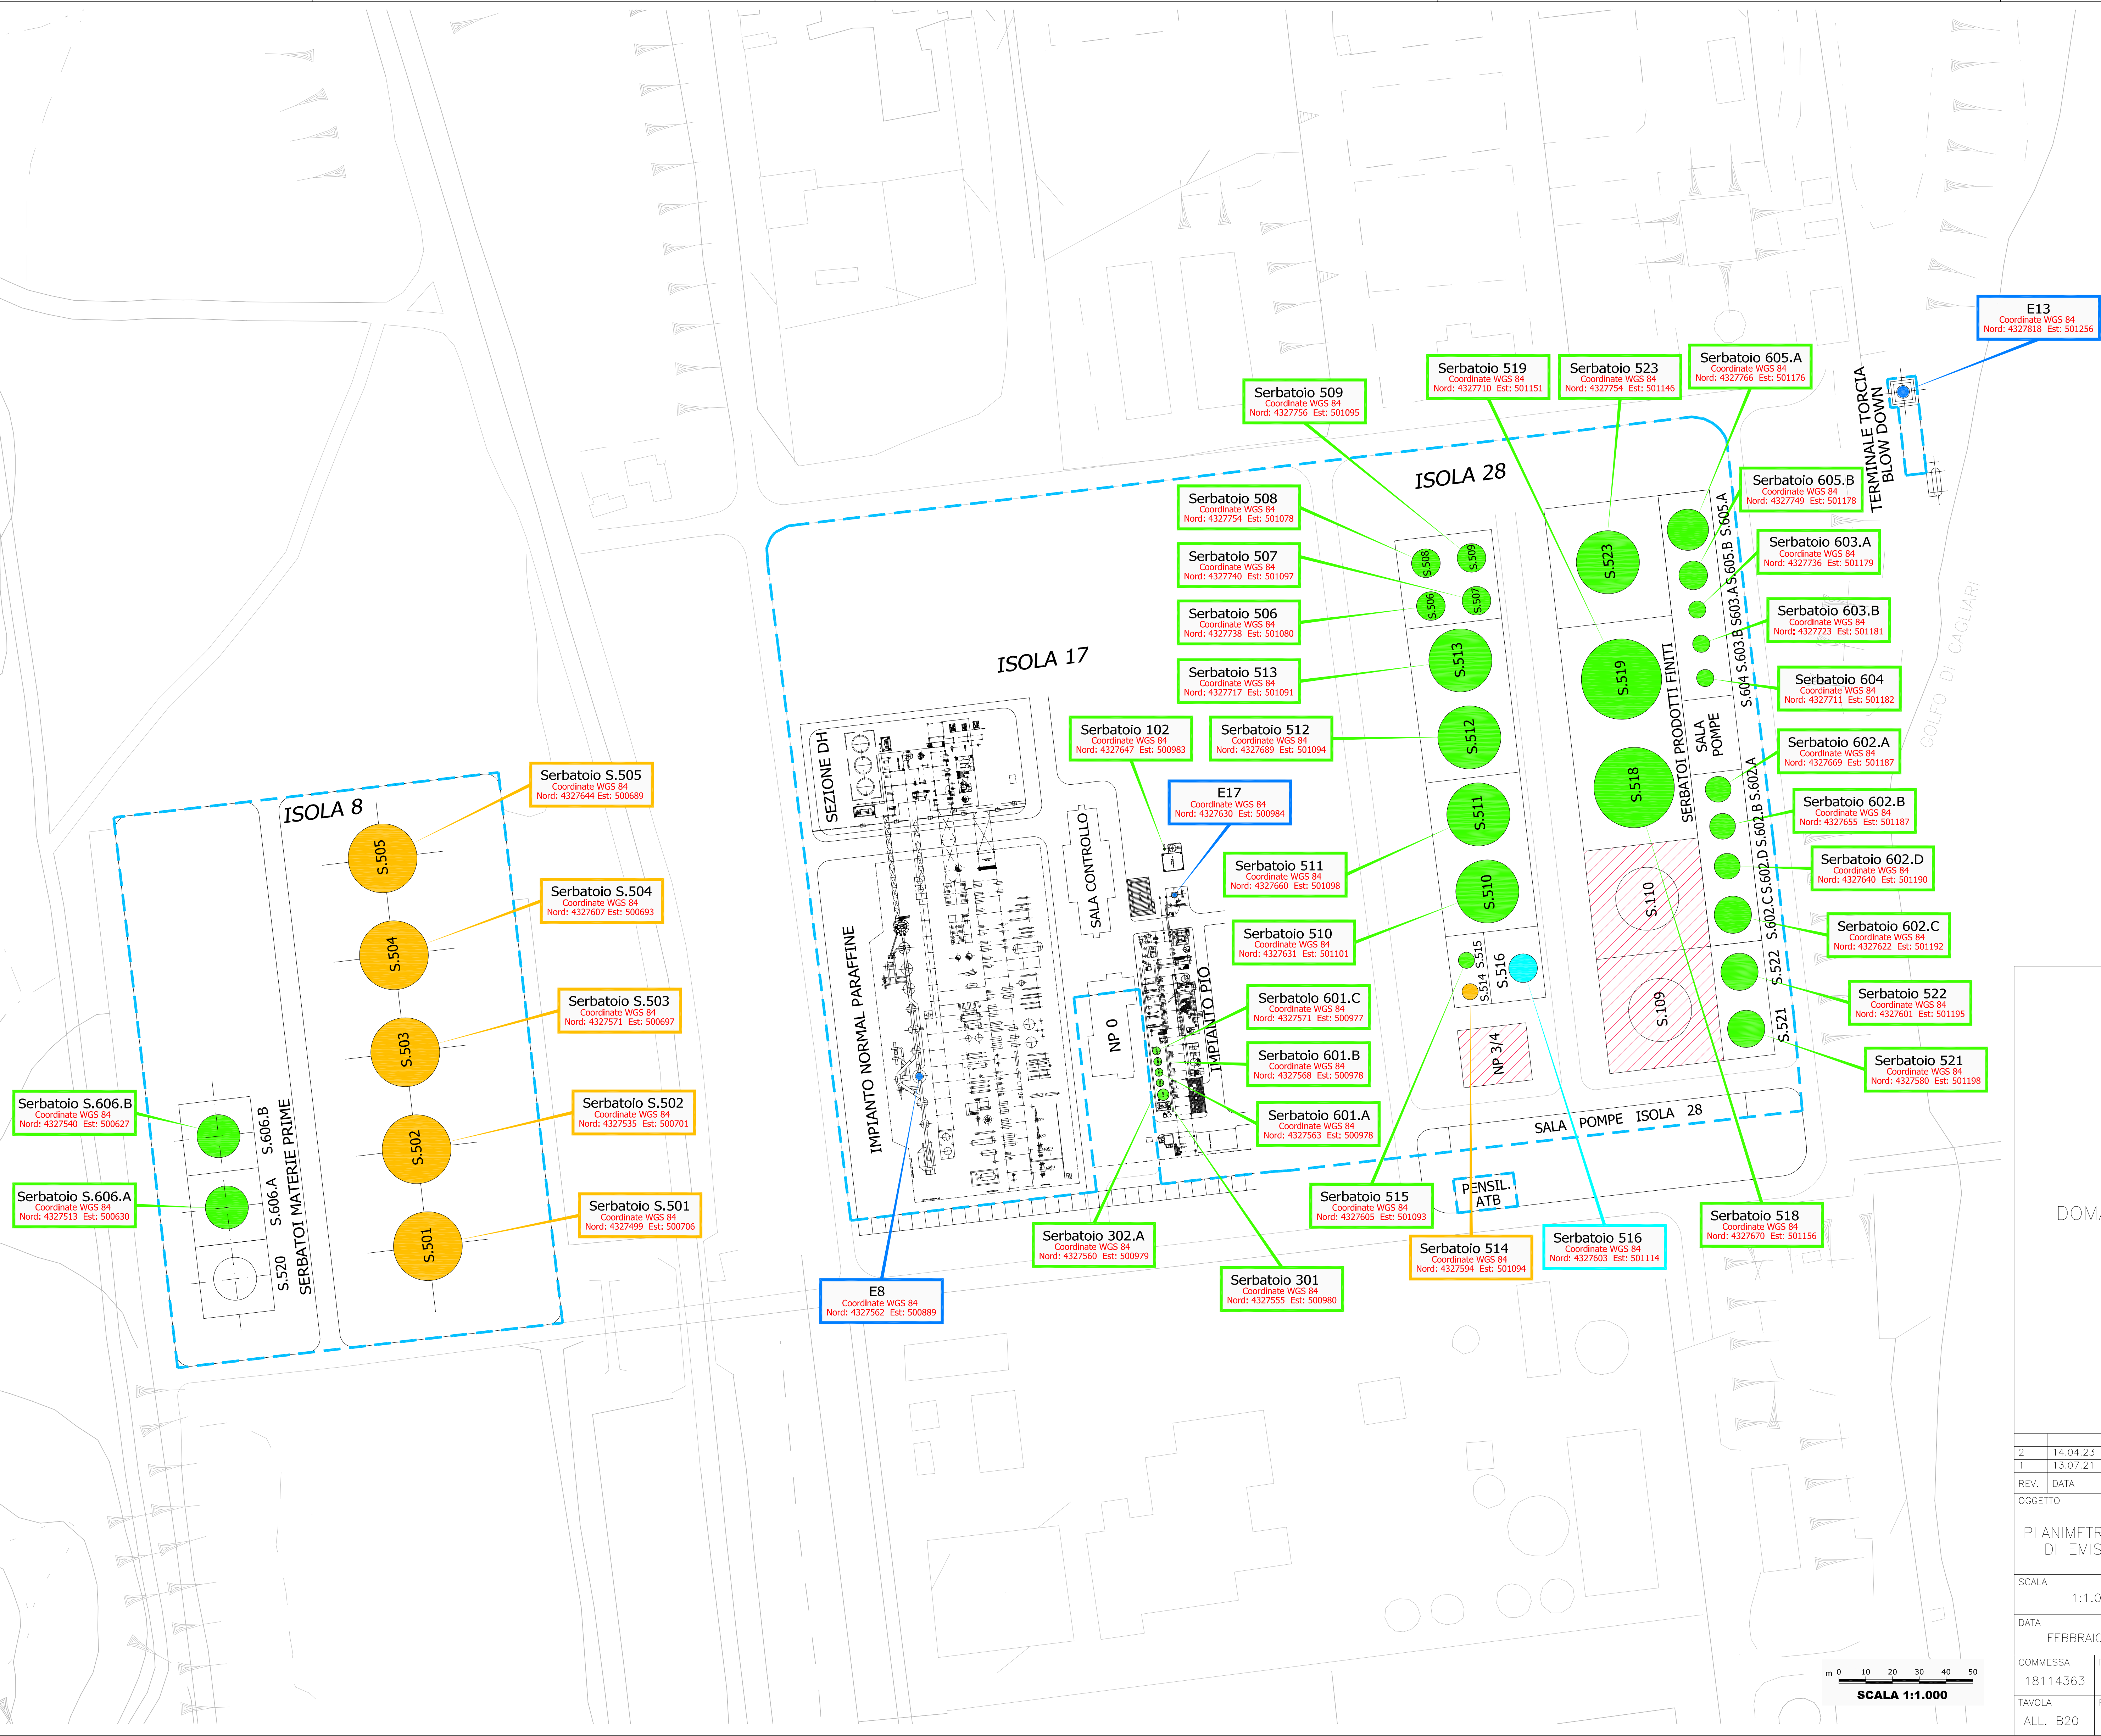 E13
Coordinate WGS 84
Nord: 4327818 Est: 501256
Serbatoio 605.A
Coordinate WGS 84
Nord: 4327766 Est: 501176
Serbatoio 523
Coordinate WGS 84
Nord: 4327754 Est: 501146
Serbatoio 519
Coordinate WGS 84
Nord: 4327710 Est: 501151
Serbatoio 509
Coordinate WGS 84
Nord: 4327756 Est: 501095
TERMINALE TORCIA
BLOW DOWN
ISOLA 28
Serbatoio 605.B
Coordinate WGS 84
Nord: 4327749 Est: 501178
Serbatoio 508
Coordinate WGS 84
Nord: 4327754 Est: 501078
Serbatoio 603.A
Coordinate WGS 84
Nord: 4327736 Est: 501179
Serbatoio 507
Coordinate WGS 84
Nord: 4327740 Est: 501097
Serbatoio 603.B
Coordinate WGS 84
Nord: 4327723 Est: 501181
Serbatoio 506
Coordinate WGS 84
Nord: 4327738 Est: 501080
Serbatoio 513
Coordinate WGS 84
Nord: 4327717 Est: 501091
Serbatoio 604
Coordinate WGS 84
Nord: 4327711 Est: 501182
S.508
S.509
S.506
S.507
S.513
S.512
S.511
S.510
S.515
S.514
S.516
S.523
S.519
S.518
S.110
S.109
SERBATOI PRODOTTI FINITI
S.605.A
S.605.B
S603.A
S.603.B
S.604
SALA
POMPE
S.602.A
S.602.B
S.602.D
S.602.C
S.522
S.521
GOLFO DI CAGLIARI
ISOLA 17
Serbatoio 102
Coordinate WGS 84
Nord: 4327647 Est: 500983
Serbatoio 512
Coordinate WGS 84
Nord: 4327689 Est: 501094
Serbatoio 602.A
Coordinate WGS 84
Nord: 4327669 Est: 501187
E17
Coordinate WGS 84
Nord: 4327630 Est: 500984
Serbatoio 602.B
Coordinate WGS 84
Nord: 4327655 Est: 501187
Serbatoio 511
Coordinate WGS 84
Nord: 4327660 Est: 501098
Serbatoio 602.D
Coordinate WGS 84
Nord: 4327640 Est: 501190
Serbatoio 510
Coordinate WGS 84
Nord: 4327631 Est: 501101
Serbatoio 602.C
Coordinate WGS 84
Nord: 4327622 Est: 501192
Serbatoio 601.C
Coordinate WGS 84
Nord: 4327571 Est: 500977
Serbatoio 522
Coordinate WGS 84
Nord: 4327601 Est: 501195
Serbatoio 601.B
Coordinate WGS 84
Nord: 4327568 Est: 500978
Serbatoio 521
Coordinate WGS 84
Nord: 4327580 Est: 501198
Serbatoio 601.A
Coordinate WGS 84
Nord: 4327563 Est: 500978
SEZIONE DH
SALA CONTROLLO
IMPIANTO NORMAL PARAFFINE
NP 0
IMPIANTO PIO
NP 3/4
SALA POMPE ISOLA 28
PENSIL.
ATB
ISOLA 8
Serbatoio S.505
Coordinate WGS 84
Nord: 4327644 Est: 500689
Serbatoio S.504
Coordinate WGS 84
Nord: 4327607 Est: 500693
Serbatoio S.503
Coordinate WGS 84
Nord: 4327571 Est: 500697
Serbatoio S.502
Coordinate WGS 84
Nord: 4327535 Est: 500701
Serbatoio S.501
Coordinate WGS 84
Nord: 4327499 Est: 500706
S.505
S.504
S.503
S.502
S.501
Serbatoio S.606.B
Coordinate WGS 84
Nord: 4327540 Est: 500627
Serbatoio S.606.A
Coordinate WGS 84
Nord: 4327513 Est: 500630
S.606.B
S.606.A
S.520
SERBATOI MATERIE PRIME
E8
Coordinate WGS 84
Nord: 4327562 Est: 500889
Serbatoio 302.A
Coordinate WGS 84
Nord: 4327560 Est: 500979
Serbatoio 301
Coordinate WGS 84
Nord: 4327555 Est: 500980
Serbatoio 515
Coordinate WGS 84
Nord: 4327605 Est: 501093
Serbatoio 514
Coordinate WGS 84
Nord: 4327594 Est: 501094
Serbatoio 516
Coordinate WGS 84
Nord: 4327603 Est: 501114
Serbatoio 518
Coordinate WGS 84
Nord: 4327670 Est: 501156
m 0 10 20 30 40 50
SCALA 1:1.000
DOMA
2 14.04.23
1 13.07.21
REV. DATA
OGGETTO
PLANIMETR
DI EMIS
SCALA
1:1.0
DATA
FEBBRAIO
COMMESSA
18114363
TAVOLA
ALL. B20